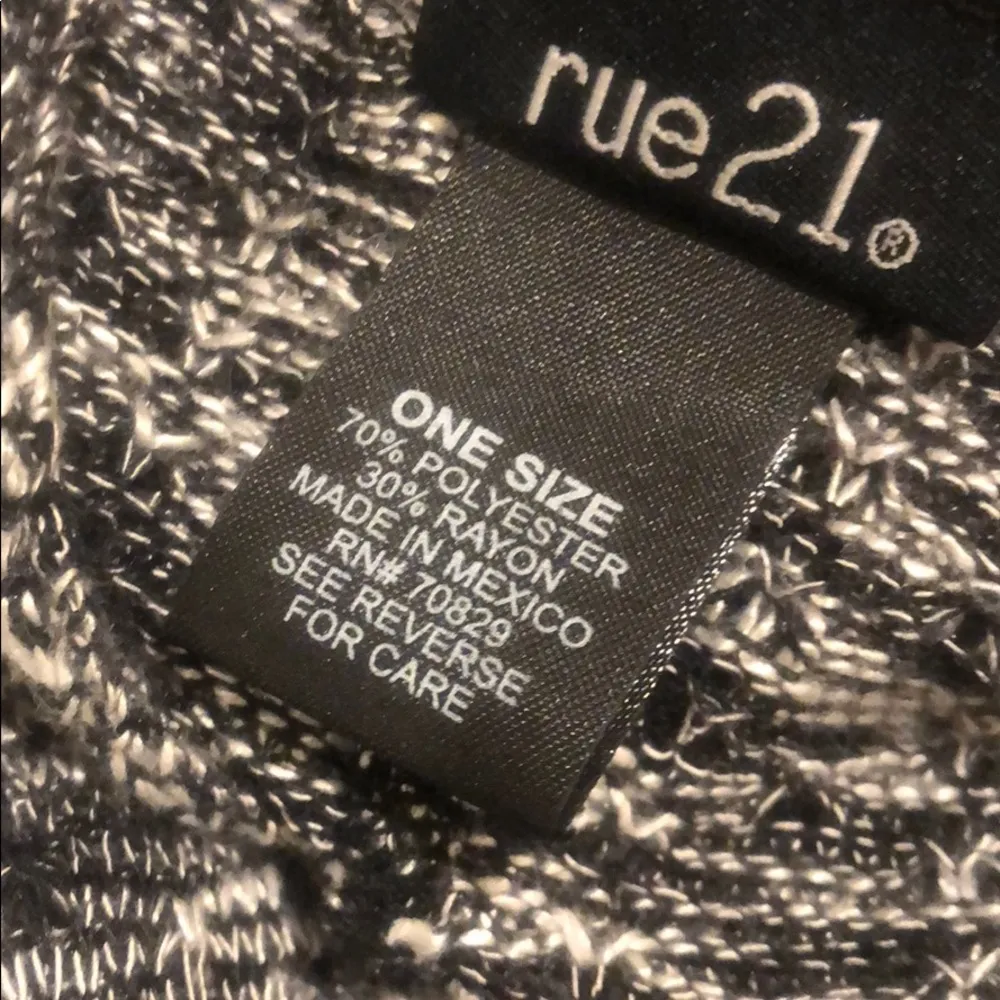 rue21®
ONE SIZE
70% POLYESTER
30% RAYON
MADE IN MEXICO
RN# 70829
SEE REVERSE
FOR CARE